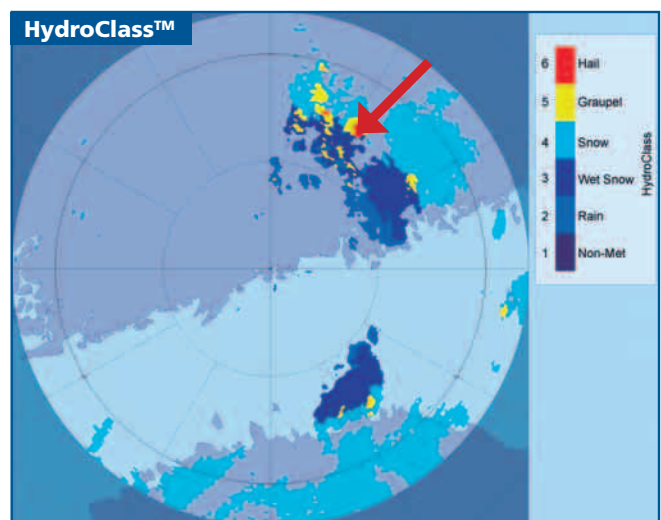 HydroClass™
6 Hail
5 Graupel
4 Snow
3 Wet Snow
2 Rain
1 Non-Met
HydroClass